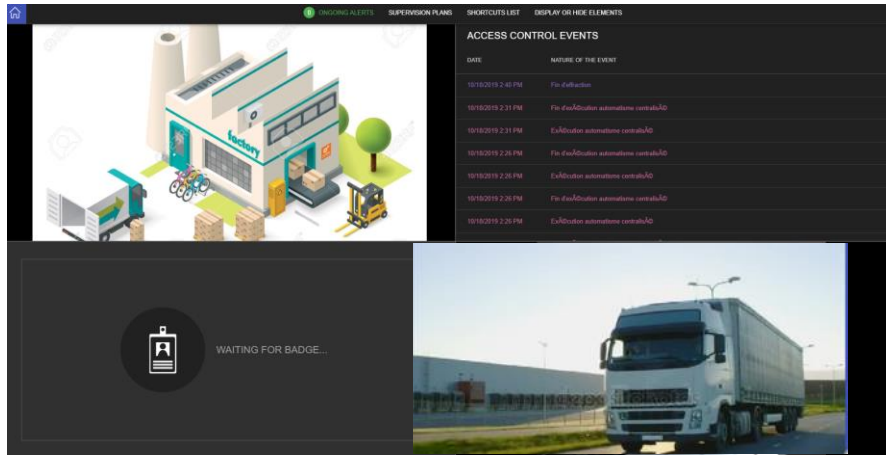 0 ONGOING ALERTS SUPERVISION PLANS SHORTCUTS LIST DISPLAY OR HIDE ELEMENTS
factory
ACCESS CONTROL EVENTS
DATE NATURE OF THE EVENT
10/18/2019 2:40 PM Fin d'effraction
10/18/2019 2:31 PM Fin d'exÃ©cution automatisme centralisÃ©
10/18/2019 2:31 PM ExÃ©cution automatisme centralisÃ©
10/18/2019 2:26 PM Fin d'exÃ©cution automatisme centralisÃ©
10/18/2019 2:26 PM ExÃ©cution automatisme centralisÃ©
10/18/2019 2:26 PM Fin d'exÃ©cution automatisme centralisÃ©
10/18/2019 2:26 PM ExÃ©cution automatisme centralisÃ©
WAITING FOR BADGE...